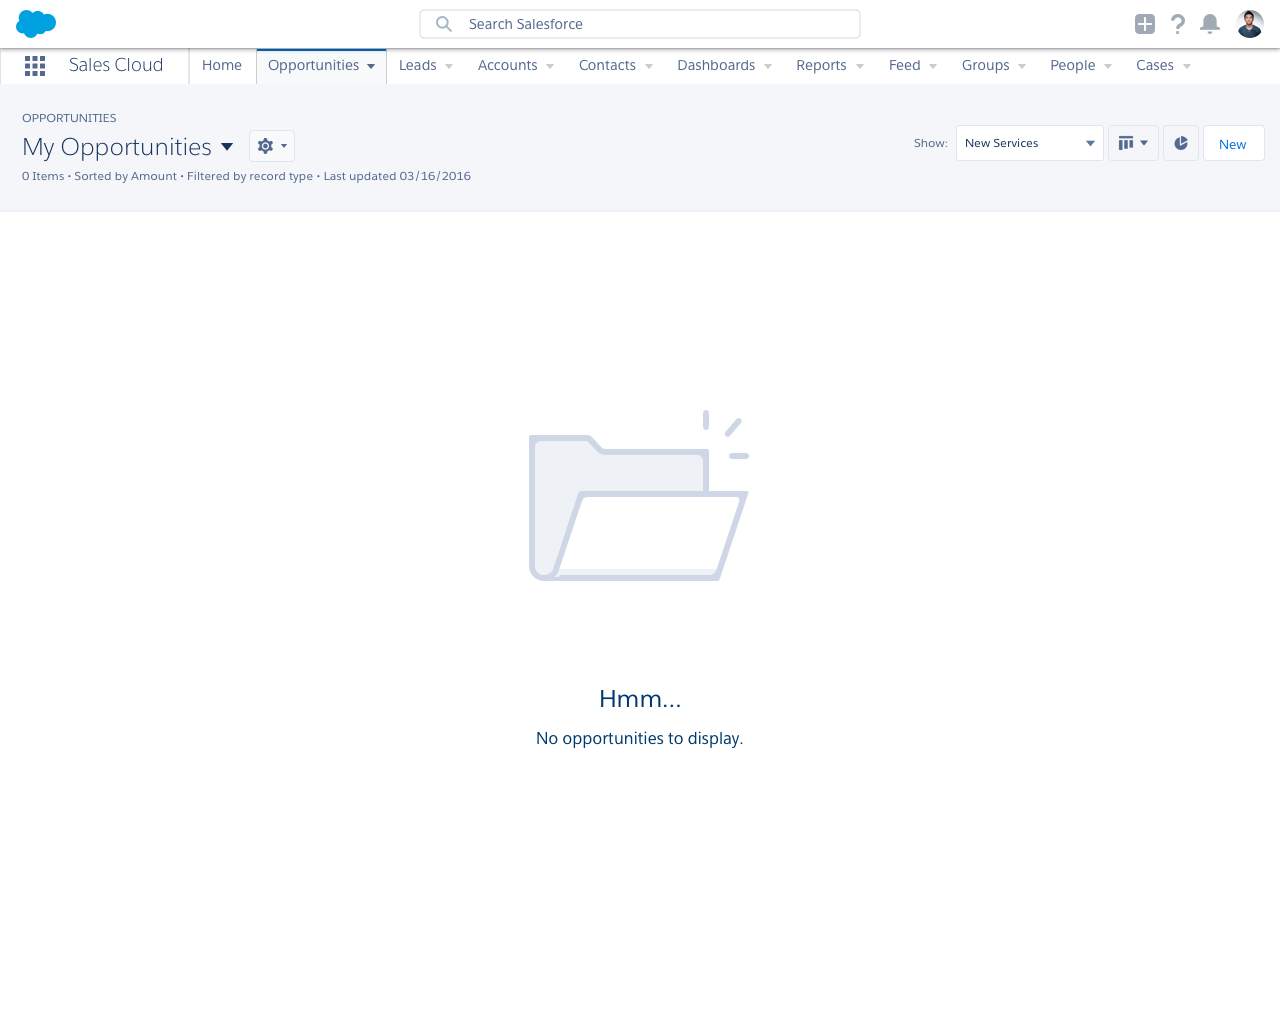 Search Salesforce
Sales Cloud Home Opportunities Leads Accounts Contacts Dashboards Reports Feed Groups People Cases
OPPORTUNITIES
My Opportunities
0 Items • Sorted by Amount • Filtered by record type • Last updated 03/16/2016
Show: New Services New
Hmm...
No opportunities to display.